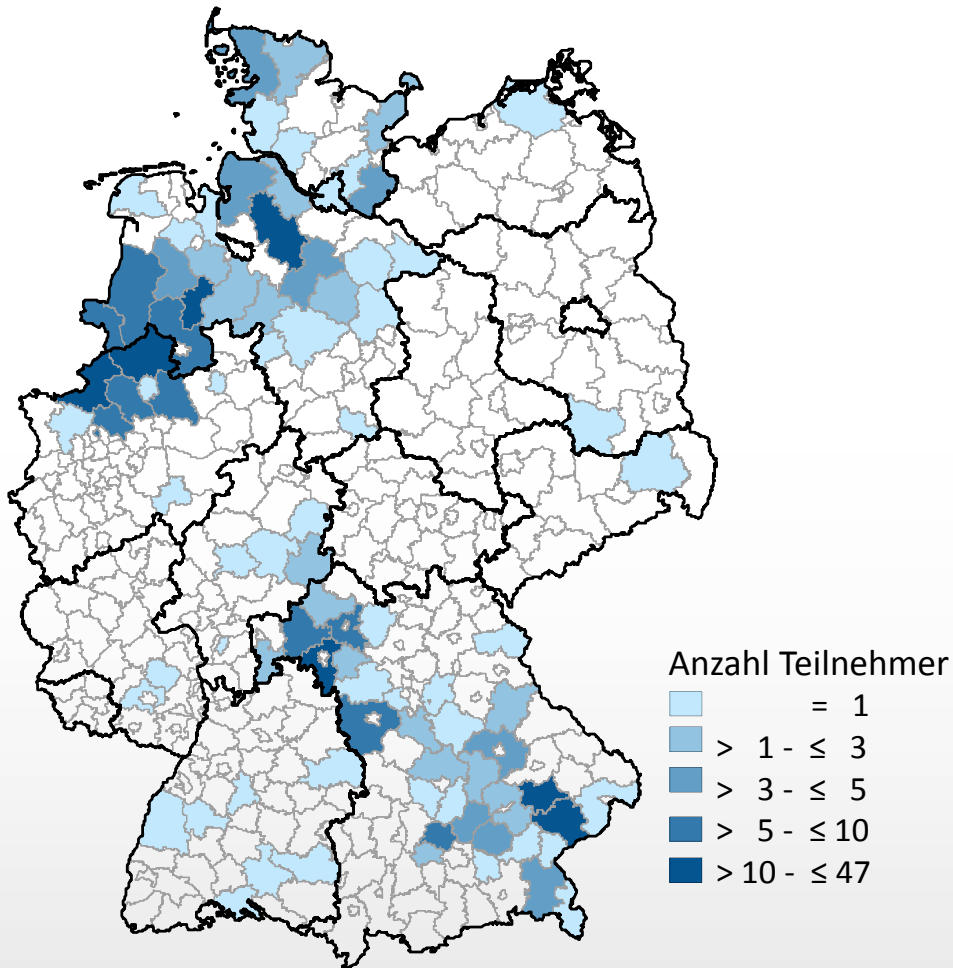 Anzahl Teilnehmer
= 1
> 1 - ≤ 3
> 3 - ≤ 5
> 5 - ≤ 10
> 10 - ≤ 47